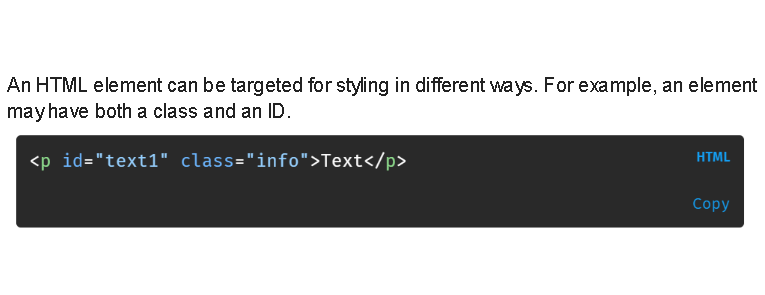 An HTML element can be targeted for styling in different ways. For example, an element
may have both a class and an ID.
<p id="text1" class="info">Text</p>
HTML
Copy